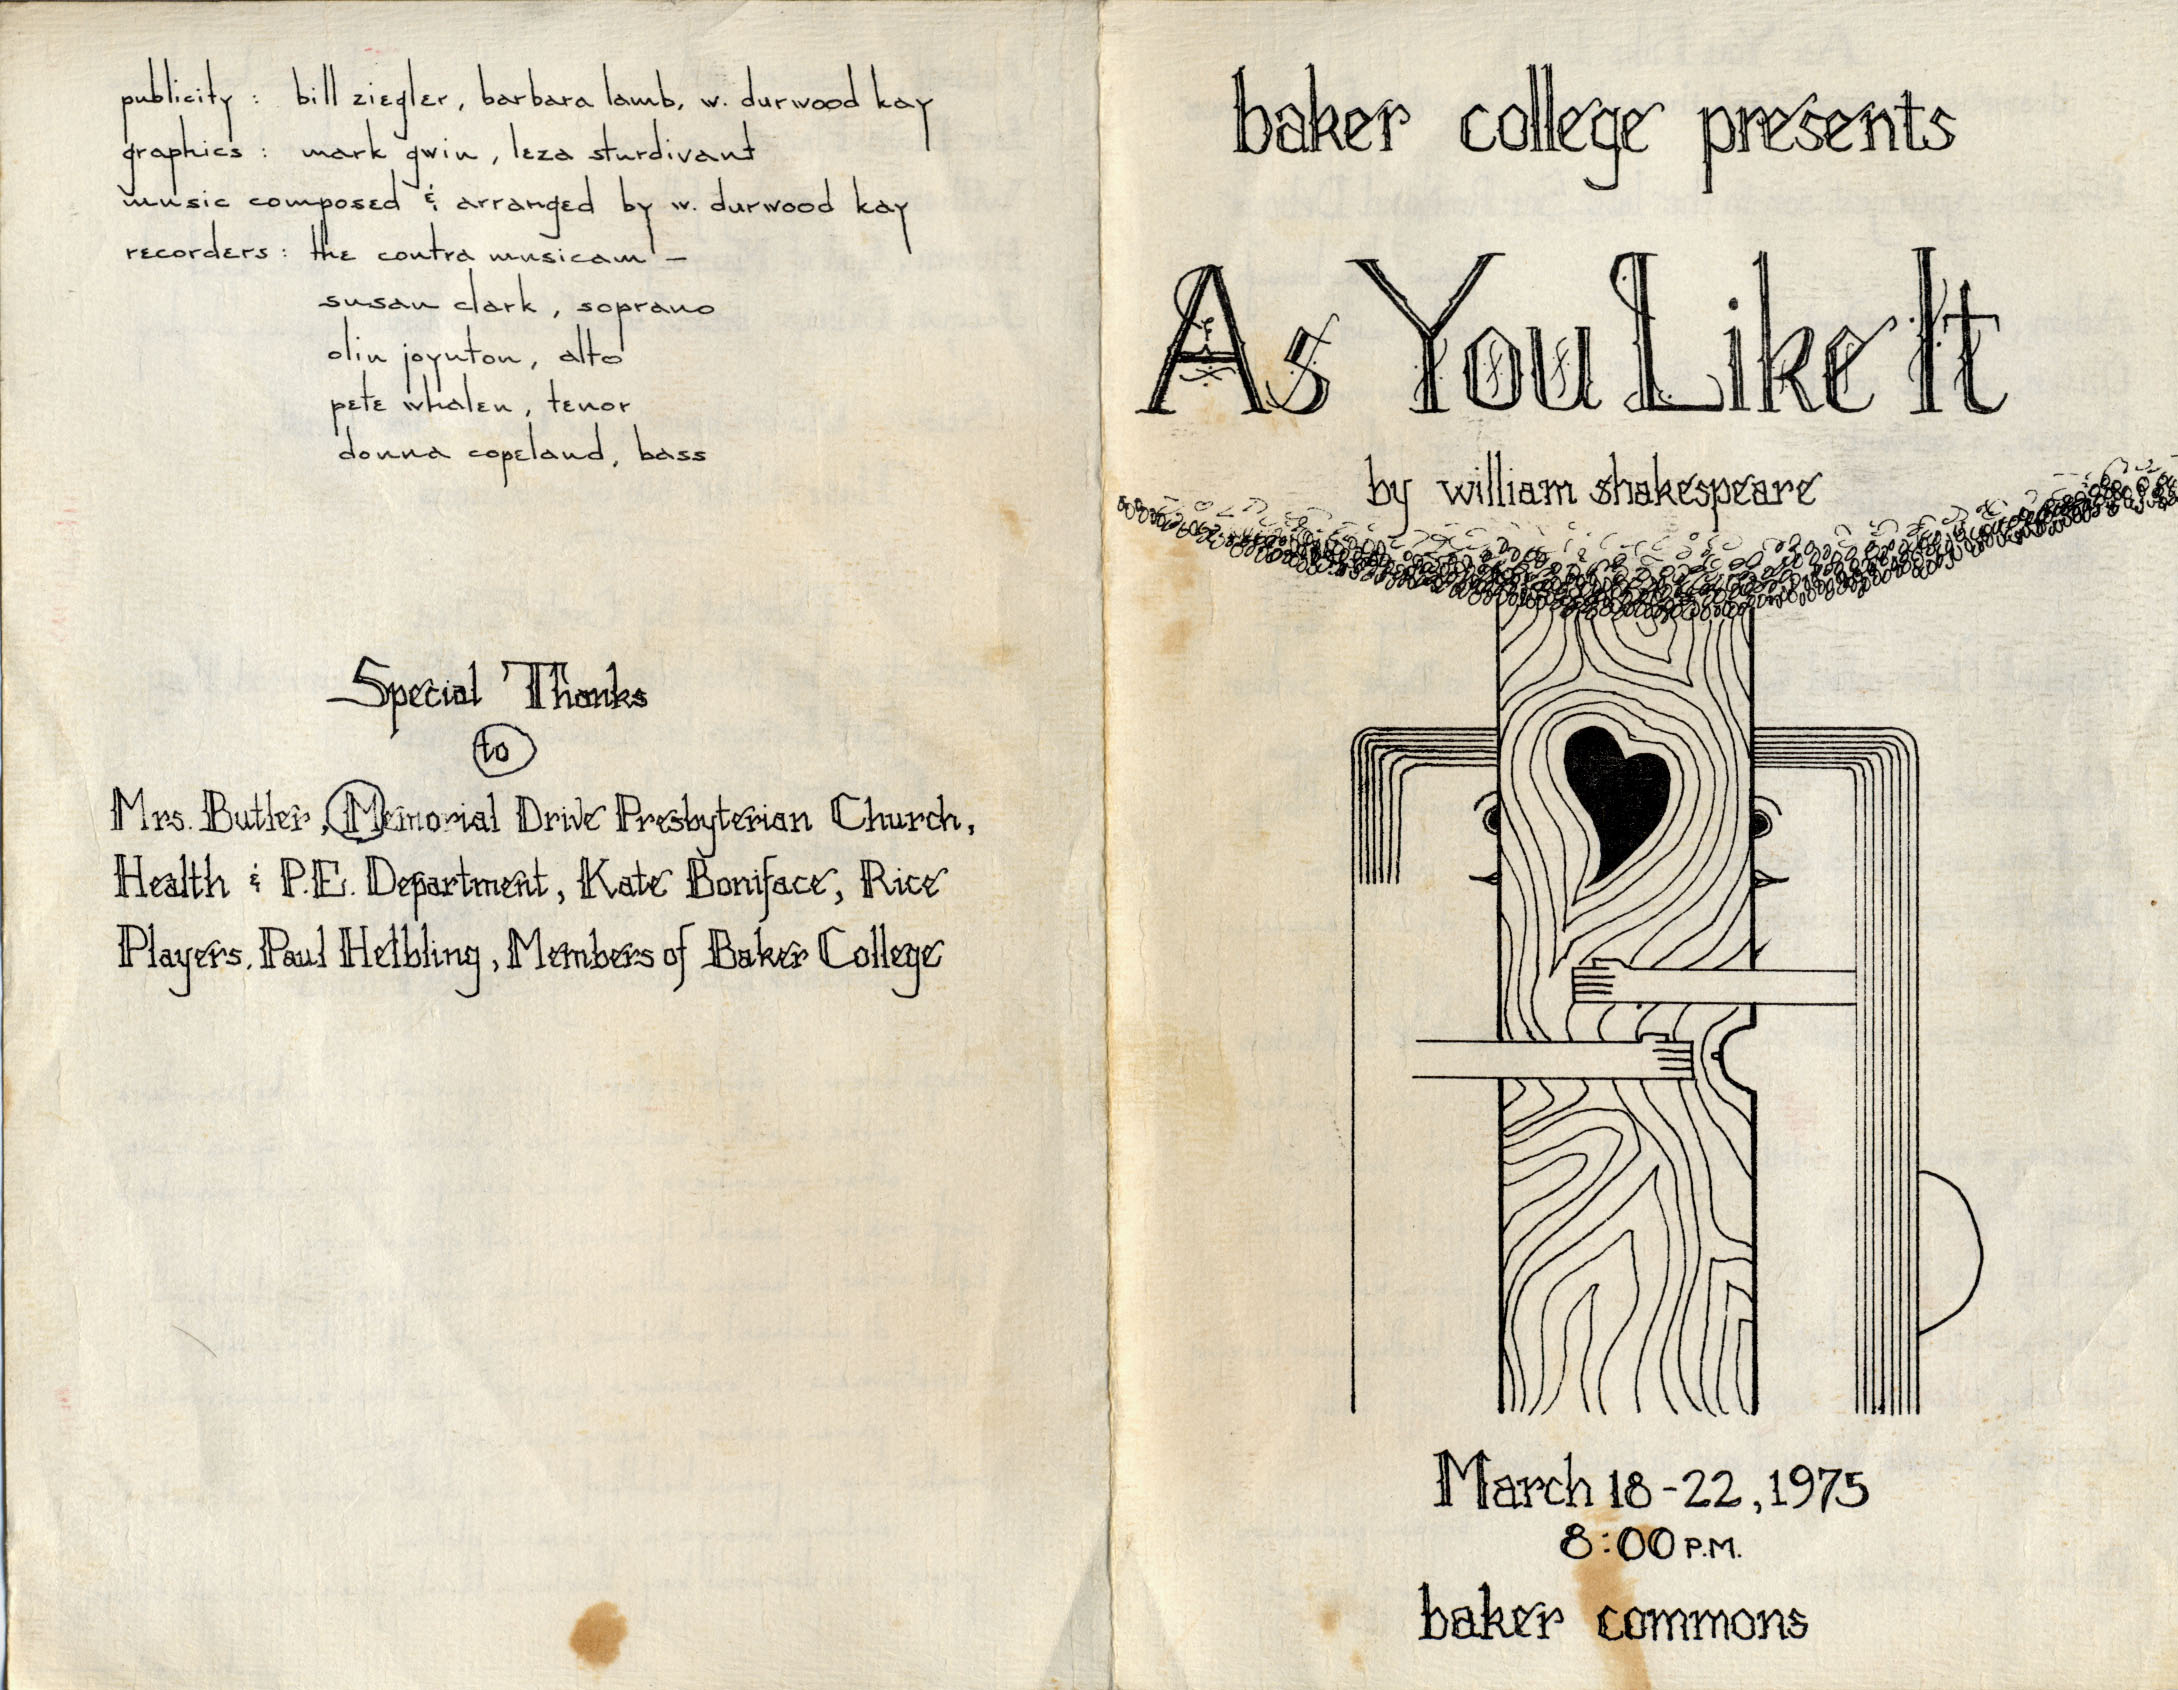 publicity : bill ziegler, barbara lamb, w. durwood kay
graphics : mark gwin, leza sturdivant
music composed & arranged by w. durwood kay
recorders : the contra musicam –
susan clark, soprano
olin joynton, alto
pete whalen, tenor
donna copeland, bass
Special Thanks
to
Mrs. Butler, Memorial Drive Presbyterian Church,
Health & P.E. Department, Kate Boniface, Rice
Players, Paul Helbling, Members of Baker College
baker college presents
As You Like It
by william shakespeare
March 18-22, 1975
8:00 P.M.
baker commons